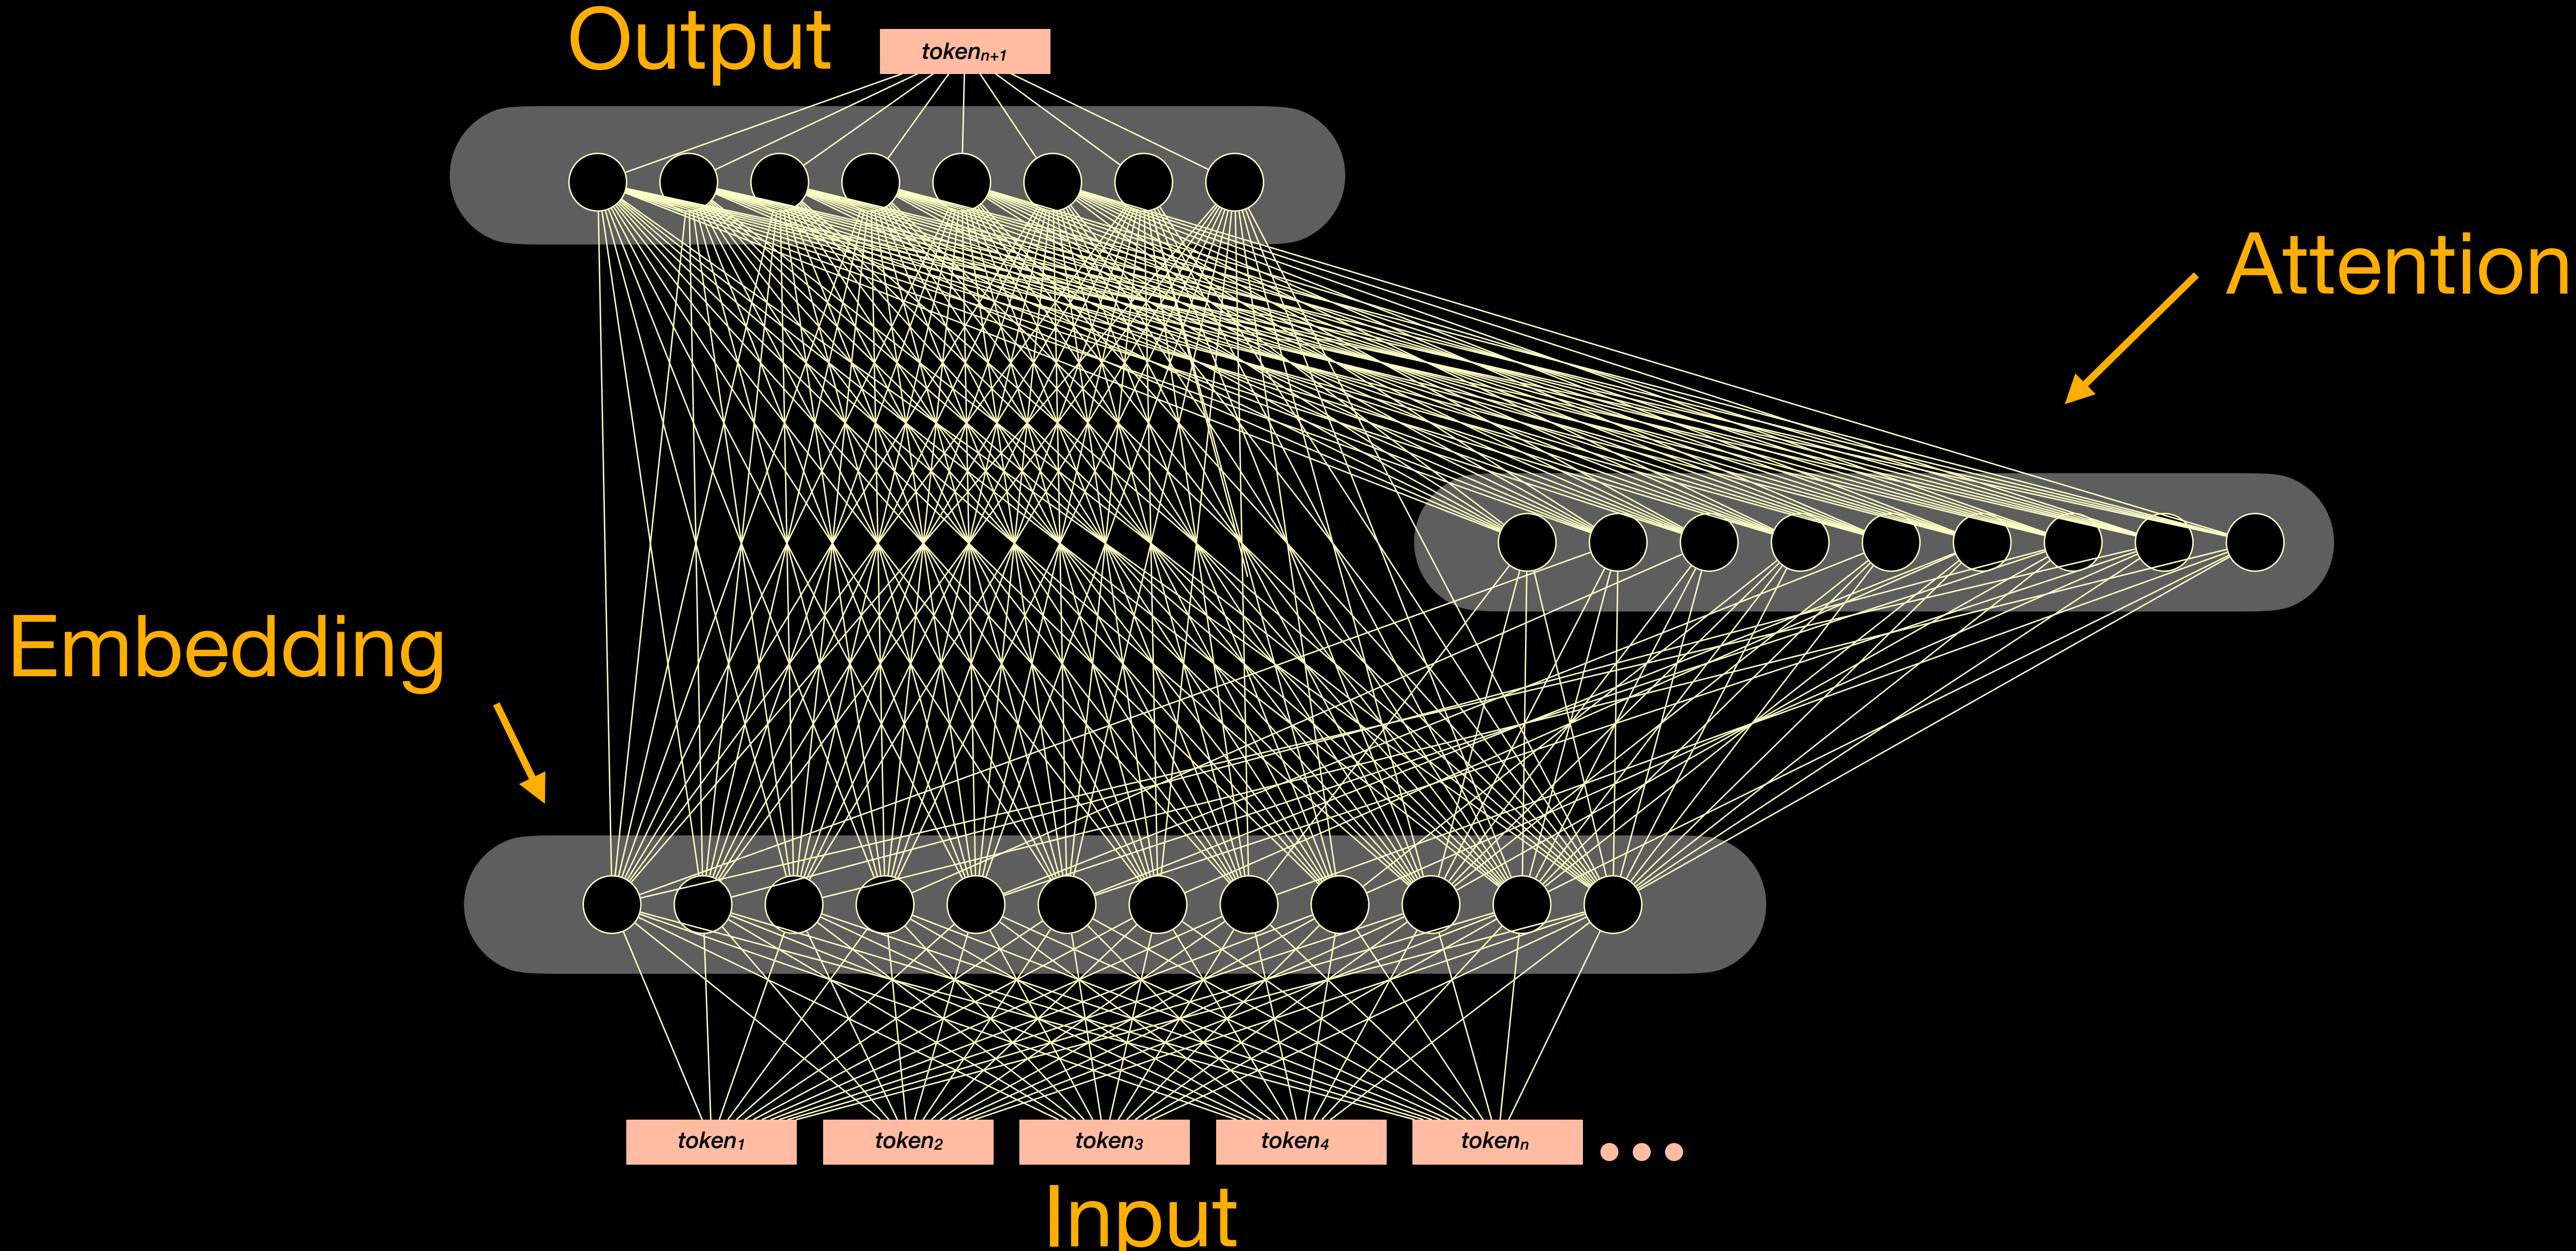 Output
tokenₙ₊₁
Attention
Embedding
token₁
token₂
token₃
token₄
tokenₙ
Input